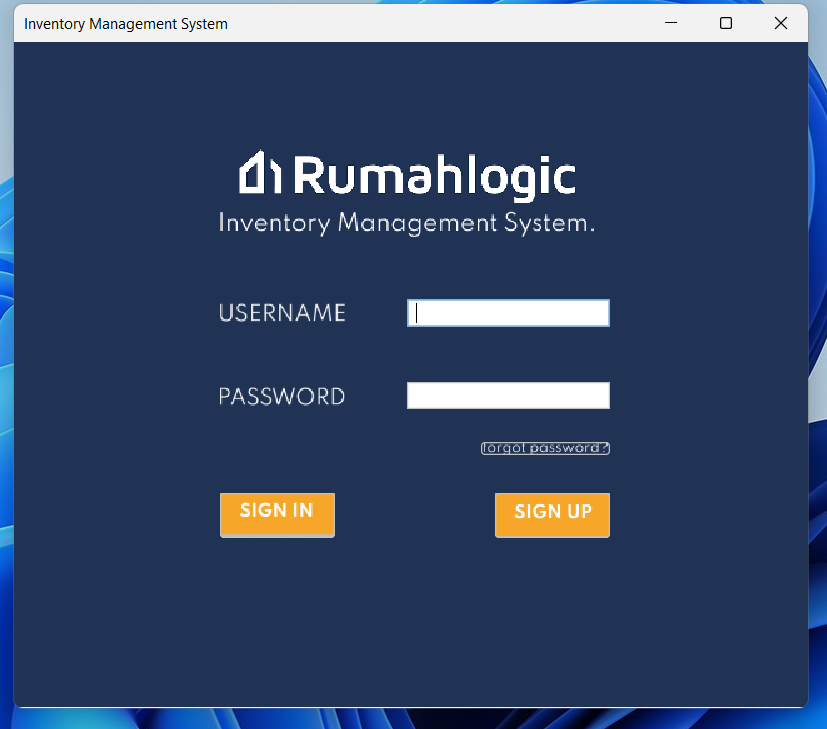 Inventory Management System
Rumahlogic
Inventory Management System.
USERNAME
PASSWORD
forgot password?
SIGN IN
SIGN UP